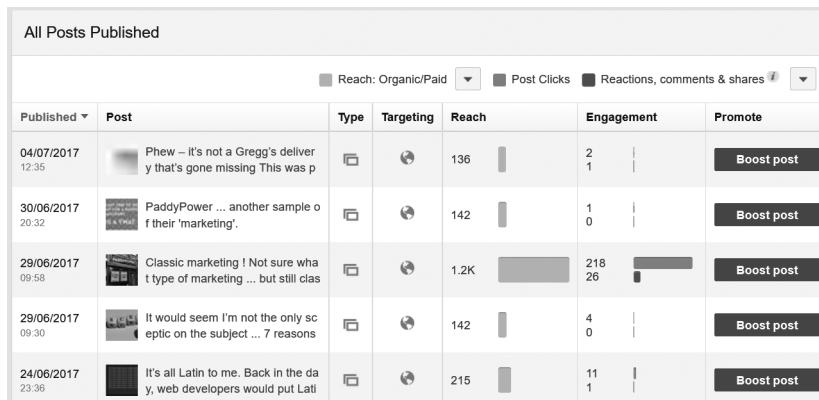 All Posts Published
Reach: Organic/Paid Post Clicks Reactions, comments & shares i
Published Post Type Targeting Reach Engagement Promote
04/07/2017
12:35
Phew – it's not a Gregg's deliver
y that's gone missing This was p
136
2
1
Boost post
30/06/2017
20:32
PaddyPower ... another sample o
f their 'marketing'.
142
1
0
Boost post
29/06/2017
09:58
Classic marketing ! Not sure wha
t type of marketing ... but still clas
1.2K
218
26
Boost post
29/06/2017
09:30
It would seem I'm not the only sc
eptic on the subject ... 7 reasons
142
4
0
Boost post
24/06/2017
23:36
It's all Latin to me. Back in the da
y, web developers would put Lati
215
11
1
Boost post